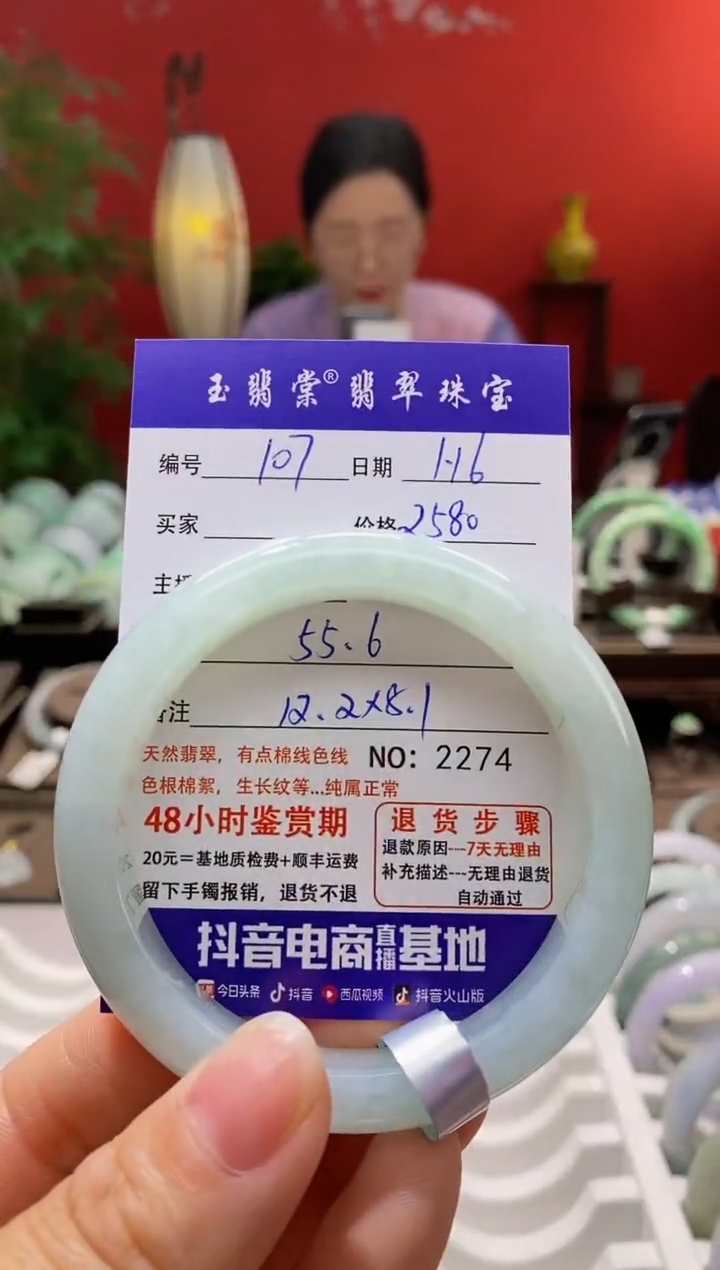 玉翡棠®翡翠珠宝
编号 107 日期 1.16
买家 价格 2580
主播
55.6
备注 12.2x8.1
天然翡翠，有点棉线色线 NO: 2274
色根棉絮，生长纹等...纯属正常
48小时鉴赏期
20元＝基地质检费+顺丰运费
留下手镯报销，退货不退
退货步骤
退款原因---7天无理由
补充描述---无理由退货
自动通过
抖音电商直播基地
今日头条 抖音 西瓜视频 抖音火山版